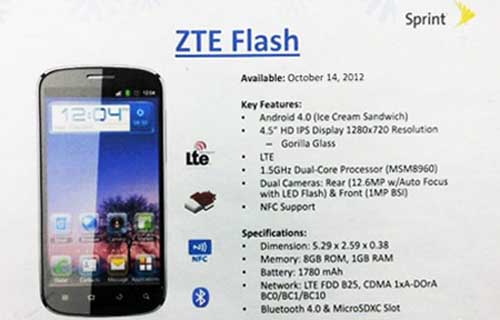 Sprint
ZTE Flash
Available: October 14, 2012
Key Features:
• Android 4.0 (Ice Cream Sandwich)
• 4.5" HD IPS Display 1280x720 Resolution
– Gorilla Glass
• LTE
• 1.5GHz Dual-Core Processor (MSM8960)
• Dual Cameras: Rear (12.6MP w/Auto Focus
with LED Flash) & Front (1MP BSI)
• NFC Support
Specifications:
• Dimension: 5.29 x 2.59 x 0.38
• Memory: 8GB ROM, 1GB RAM
• Battery: 1780 mAh
• Network: LTE FDD B25, CDMA 1xA-DOrA
BC0/BC1/BC10
• Bluetooth 4.0 & MicroSDXC Slot
Lte
NFC
12:04
12:04